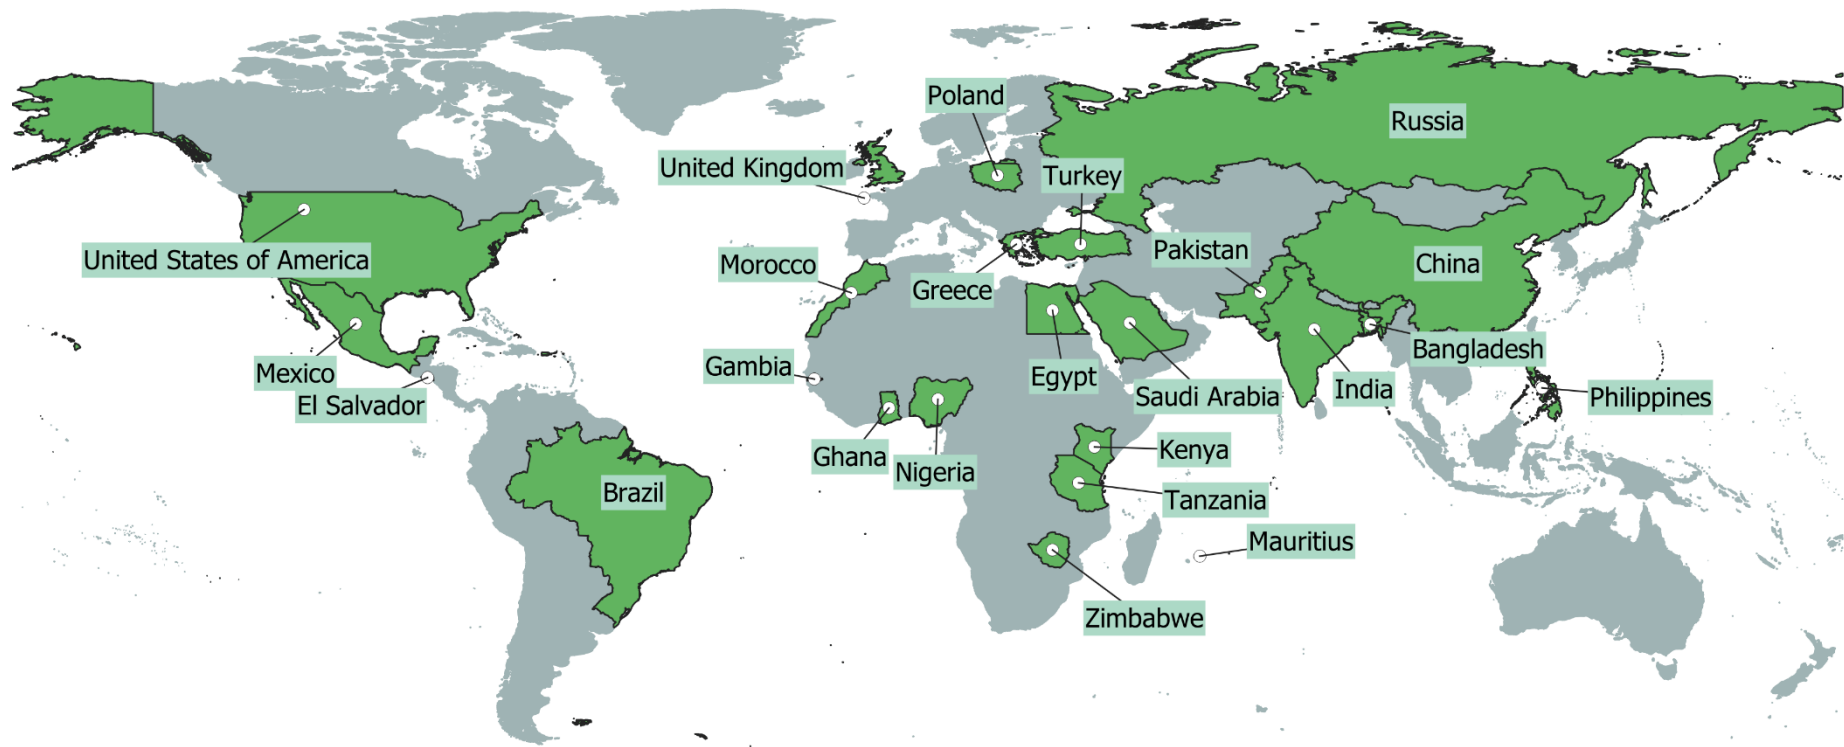 Poland
Russia
United Kingdom
Turkey
United States of America
Morocco
Pakistan
China
Greece
Mexico
El Salvador
Gambia
Egypt
Saudi Arabia
India
Bangladesh
Philippines
Ghana
Nigeria
Kenya
Tanzania
Brazil
Mauritius
Zimbabwe